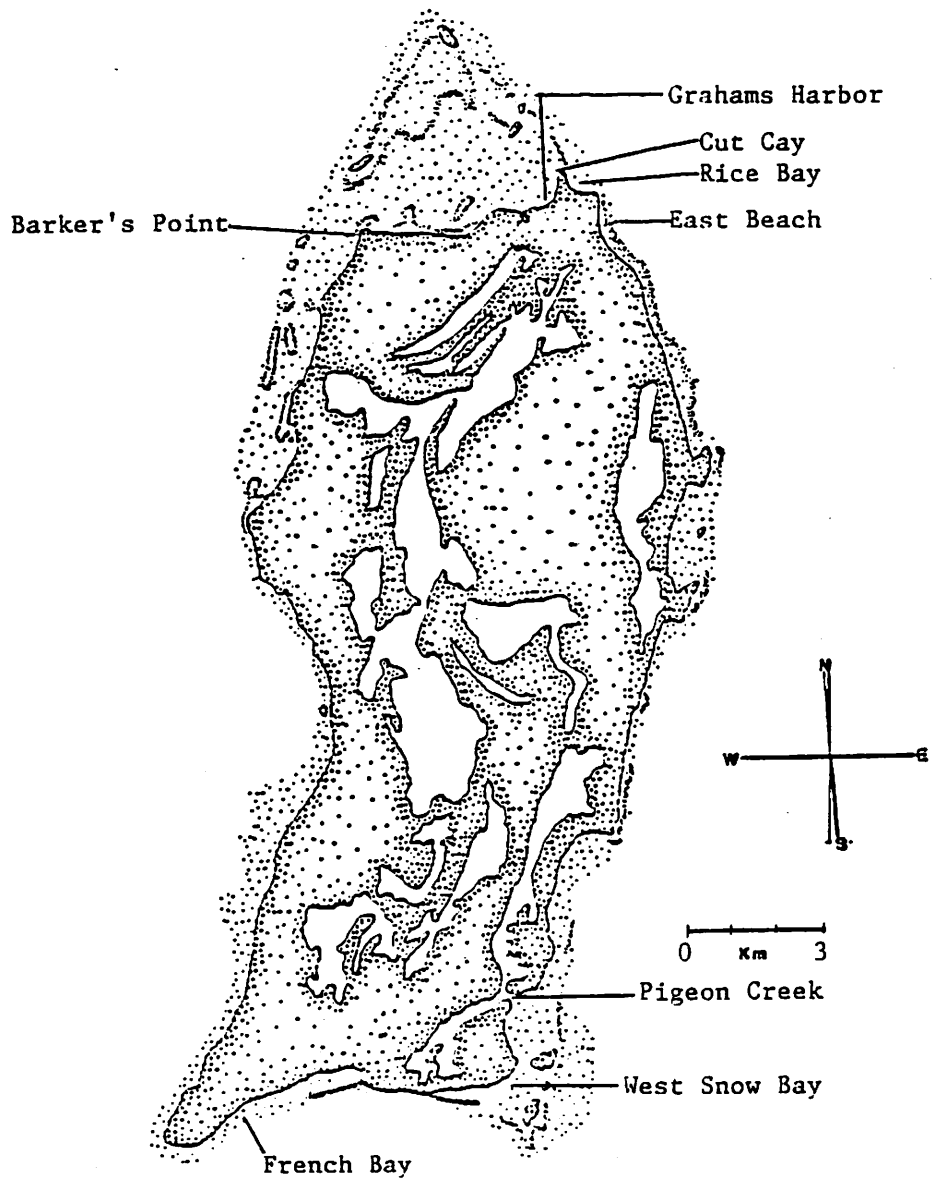 Grahams Harbor
Cut Cay
Rice Bay
Barker's Point
East Beach
N
W
E
S
0 Km 3
Pigeon Creek
West Snow Bay
French Bay